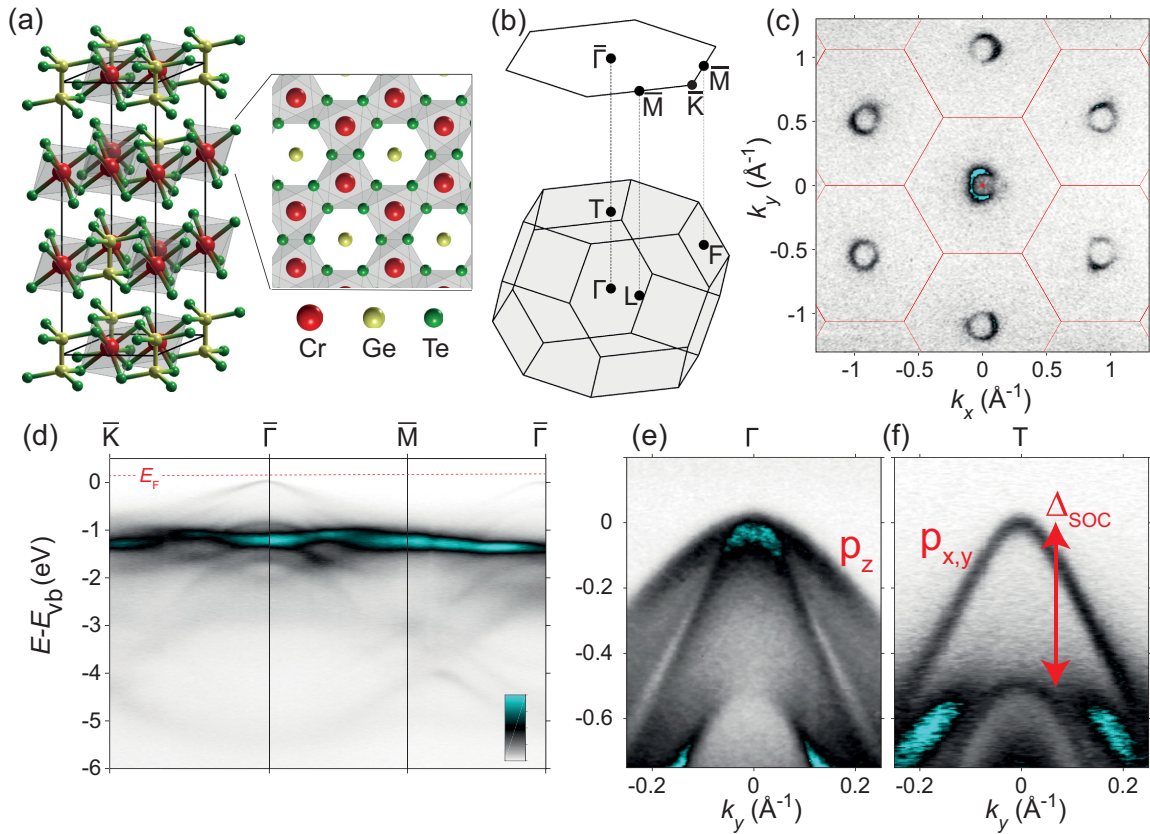 (a)
Cr Ge Te
(b)
Γ̅
M̅
M̅ K̅
T
F
Γ
L
(c)
k_y (Å⁻¹)
1
0.5
0
-0.5
-1
-1 -0.5 0 0.5 1
k_x (Å⁻¹)
(d)
K̅ Γ̅ M̅ Γ̅
E-E_vb (eV)
E_F
0
-1
-2
-3
-4
-5
-6
(e)
Γ
0
-0.2
-0.4
-0.6
p_z
-0.2 0 0.2
k_y (Å⁻¹)
(f)
T
Δ_SOC
p_x,y
-0.2 0 0.2
k_y (Å⁻¹)